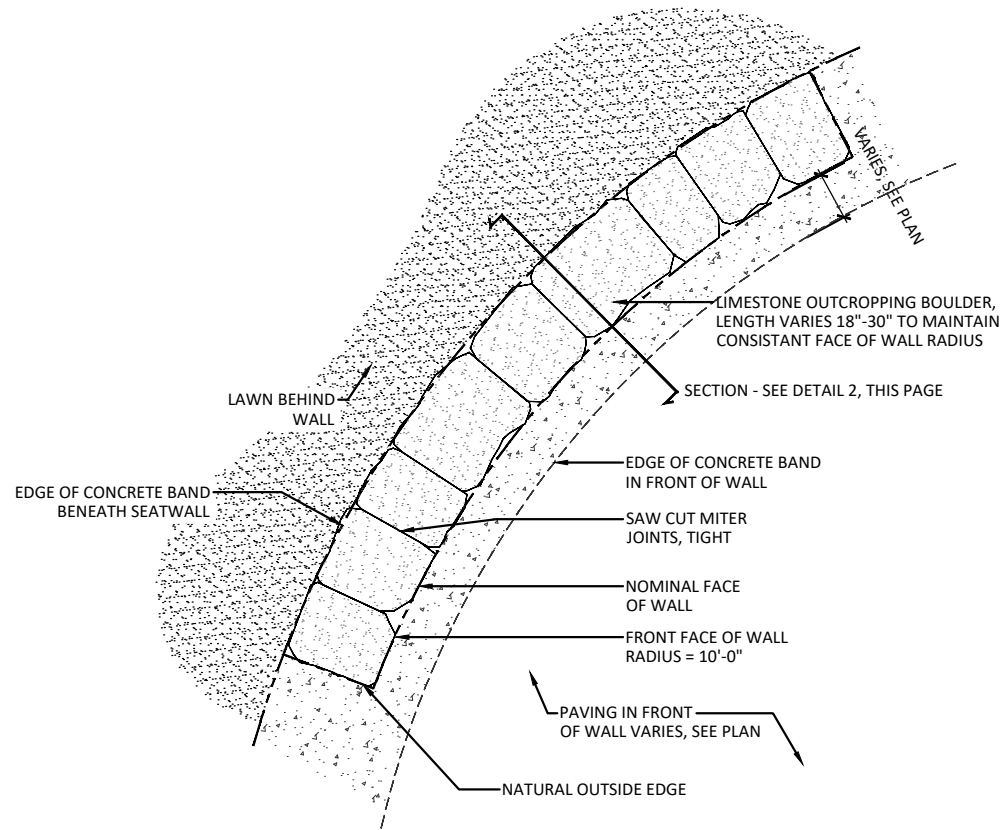 VARIES, SEE PLAN
LIMESTONE OUTCROPPING BOULDER,
LENGTH VARIES 18"-30" TO MAINTAIN
CONSISTANT FACE OF WALL RADIUS
SECTION - SEE DETAIL 2, THIS PAGE
LAWN BEHIND
WALL
EDGE OF CONCRETE BAND
IN FRONT OF WALL
EDGE OF CONCRETE BAND
BENEATH SEATWALL
SAW CUT MITER
JOINTS, TIGHT
NOMINAL FACE
OF WALL
FRONT FACE OF WALL
RADIUS = 10'-0"
PAVING IN FRONT
OF WALL VARIES, SEE PLAN
NATURAL OUTSIDE EDGE